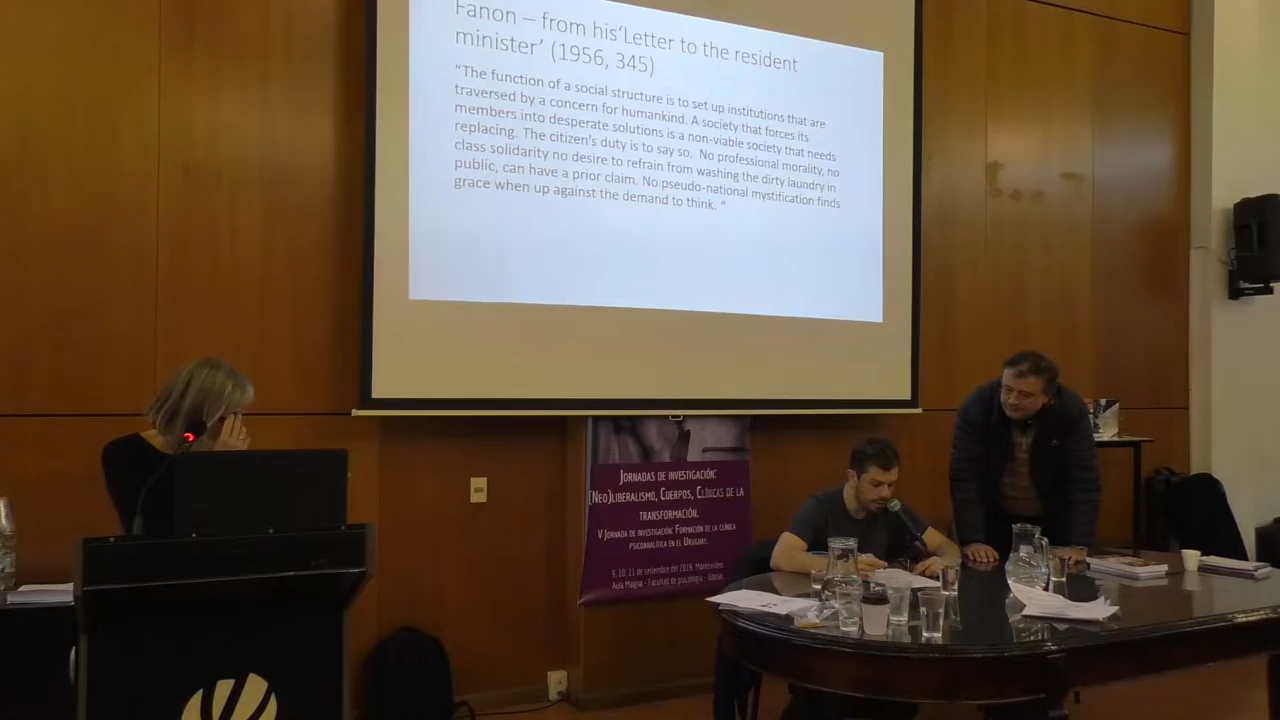 Fanon – from his‘Letter to the resident
minister’ (1956, 345)
“The function of a social structure is to set up institutions that are
traversed by a concern for humankind. A society that forces its
members into desperate solutions is a non-viable society that needs
replacing. The citizen’s duty is to say so.  No professional morality, no
class solidarity no desire to refrain from washing the dirty laundry in
public, can have a prior claim. No pseudo-national mystification finds
grace when up against the demand to think. “
Jornadas de investigación:
(Neo)liberalismo, Cuerpos, Clínicas de la
transformación.
V Jornada de investigación: Formación de la clínica
psicoanalítica en el Uruguay.
9, 10, 11 de setiembre del 2019. Montevideo.
Aula Magna - Facultad de psicología - Udelar.